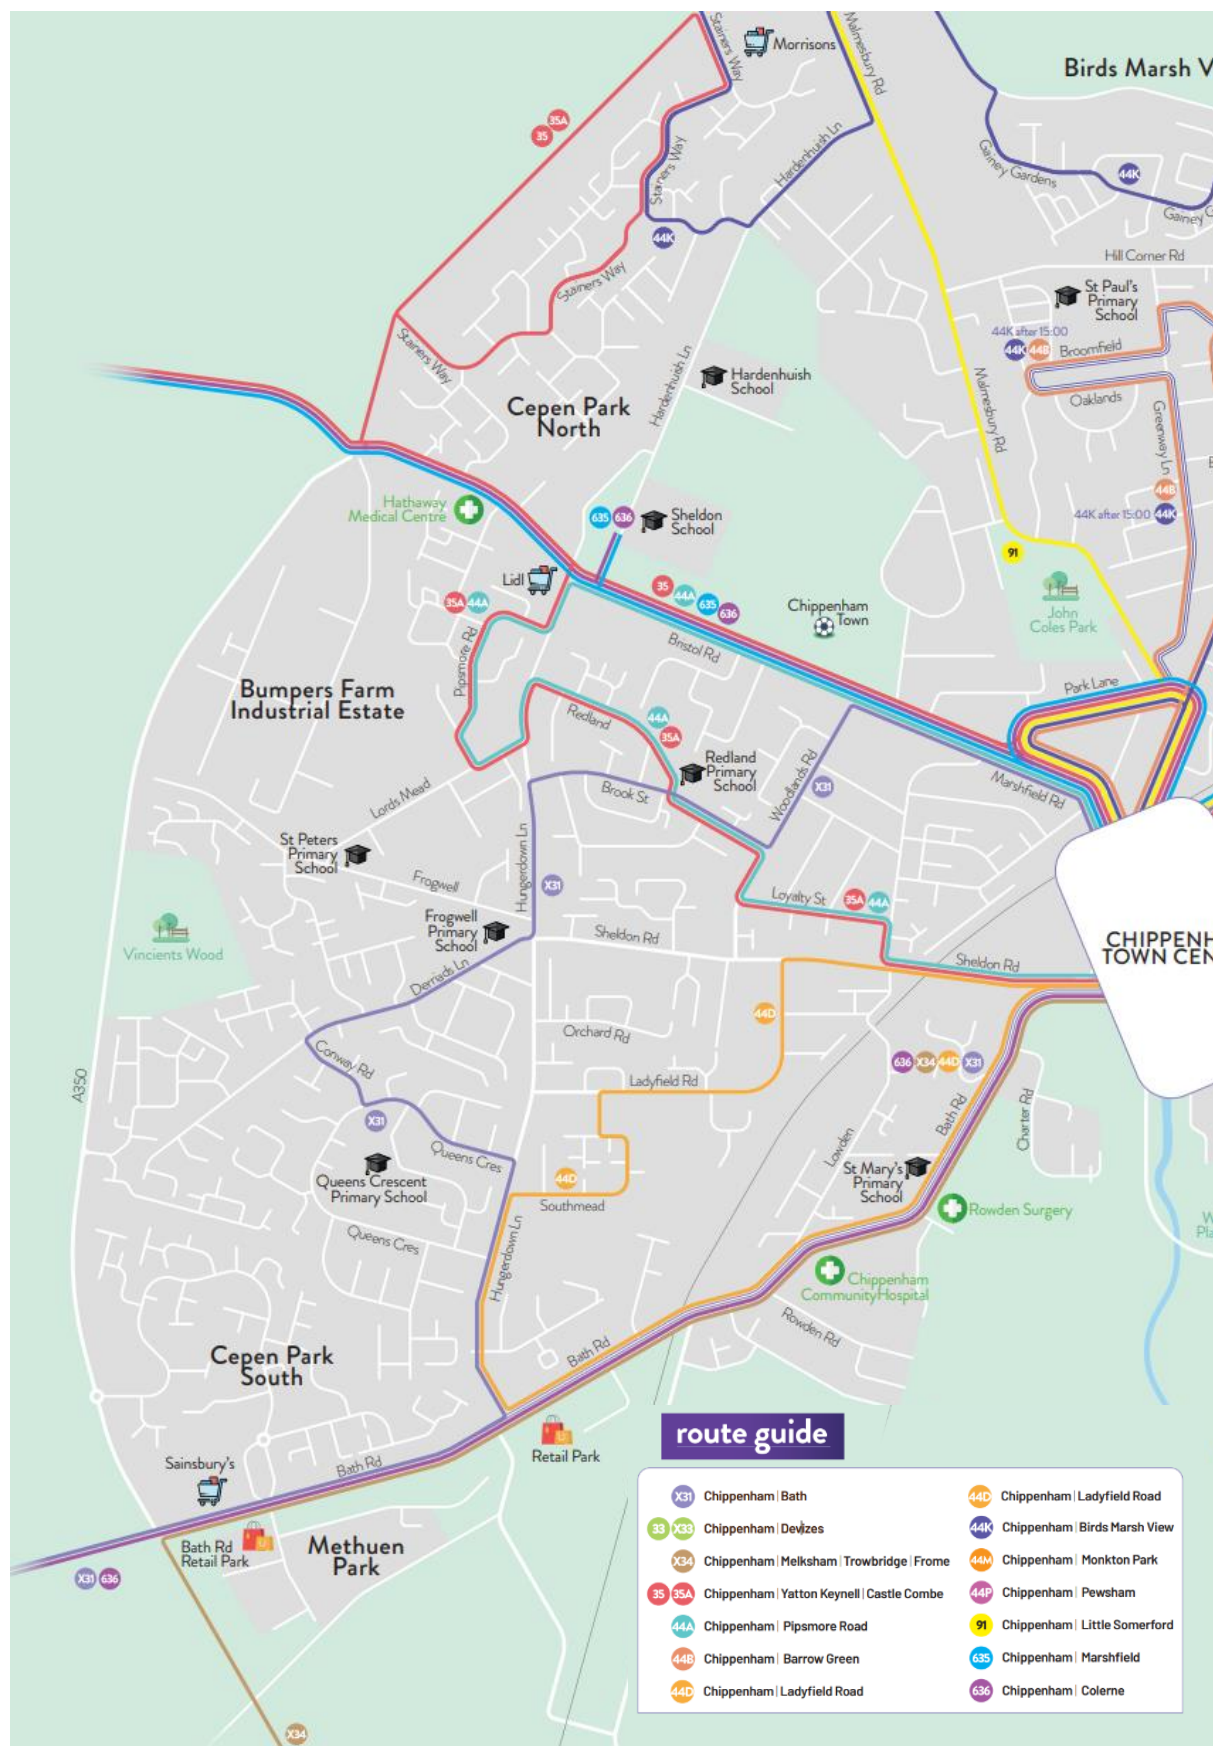 Stainers Way
Morrisons
Malmesbury Rd
Birds Marsh V
35A
35
Stainers Way
Hardenhuish Ln
Gainey Gardens
44K
Gainey G
44K
Stainers Way
Hill Corner Rd
St Paul's
Primary
School
44K after 15:00
44K 44B
Broomfield
Stainers Way
Hardenhuish Ln
Hardenhuish
School
Malmesbury Rd
Oaklands
Greenway Ln
Cepen Park
North
Hathaway
Medical Centre
44B
44K after 15:00 44K
635 636
Sheldon
School
91
Lidl
35A 44A
35
44A
635
636
Chippenham
Town
John
Coles Park
Pipsmore Rd
Bristol Rd
Park Lane
Bumpers Farm
Industrial Estate
Redland
44A
35A
Redland
Primary
School
Woodlands Rd
X31
Marshfield Rd
Lords Mead
Brook St
St Peters
Primary
School
Hungerdown Ln
Frogwell
X31
Loyalty St
35A 44A
Frogwell
Primary
School
Sheldon Rd
Vincients Wood
CHIPPENH
TOWN CEN
Derriads Ln
Sheldon Rd
44D
Orchard Rd
Conway Rd
636 X34 44D X31
A350
Ladyfield Rd
Bath Rd
Charter Rd
X31
Lowden
Queens Cres
Queens Crescent
Primary School
44D
St Mary's
Primary
School
Southmead
Rowden Surgery
W
Pla
Queens Cres
Hungerdown Ln
Chippenham
Community Hospital
Rowden Rd
Bath Rd
Cepen Park
South
route guide
Retail Park
Sainsbury's
Bath Rd
Bath Rd
Retail Park
Methuen
Park
X31 636
X34
X31 Chippenham | Bath
33 X33 Chippenham | Devizes
X34 Chippenham | Melksham | Trowbridge | Frome
35 35A Chippenham | Yatton Keynell | Castle Combe
44A Chippenham | Pipsmore Road
44B Chippenham | Barrow Green
44D Chippenham | Ladyfield Road
44D Chippenham | Ladyfield Road
44K Chippenham | Birds Marsh View
44M Chippenham | Monkton Park
44P Chippenham | Pewsham
91 Chippenham | Little Somerford
635 Chippenham | Marshfield
636 Chippenham | Colerne